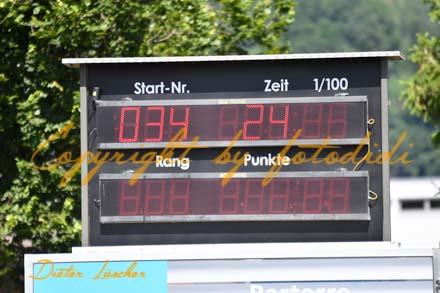 Start-Nr. Zeit 1/100
034 24
Copyright by fotodidi
Rang Punkte
Dieter Lüscher